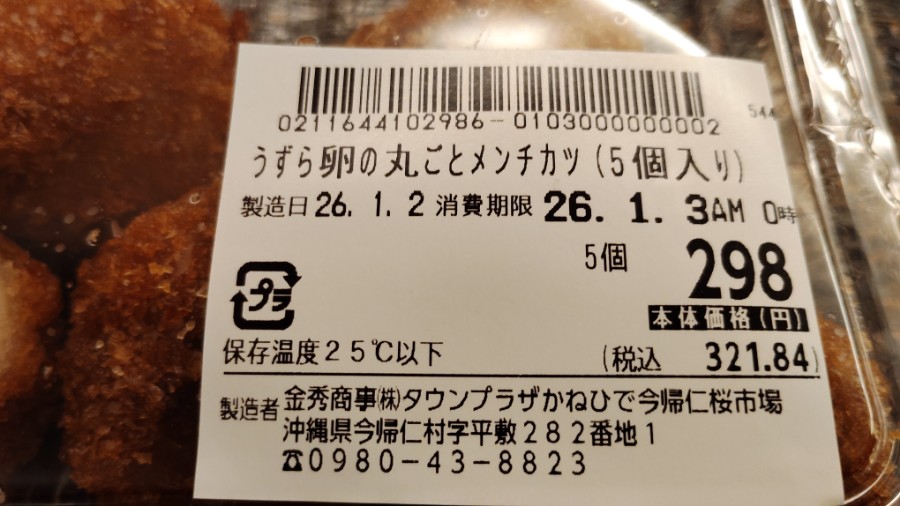 544
0211644102986-0103000000002
うずら卵の丸ごとメンチカツ(5個入り)
製造日 26. 1. 2 消費期限 26. 1. 3AM 0時
5個 298
本体価格(円)
プラ
保存温度25℃以下 (税込 321.84)
製造者 金秀商事㈱タウンプラザかねひで今帰仁桜市場
沖縄県今帰仁村字平敷282番地1
☎0980-43-8823